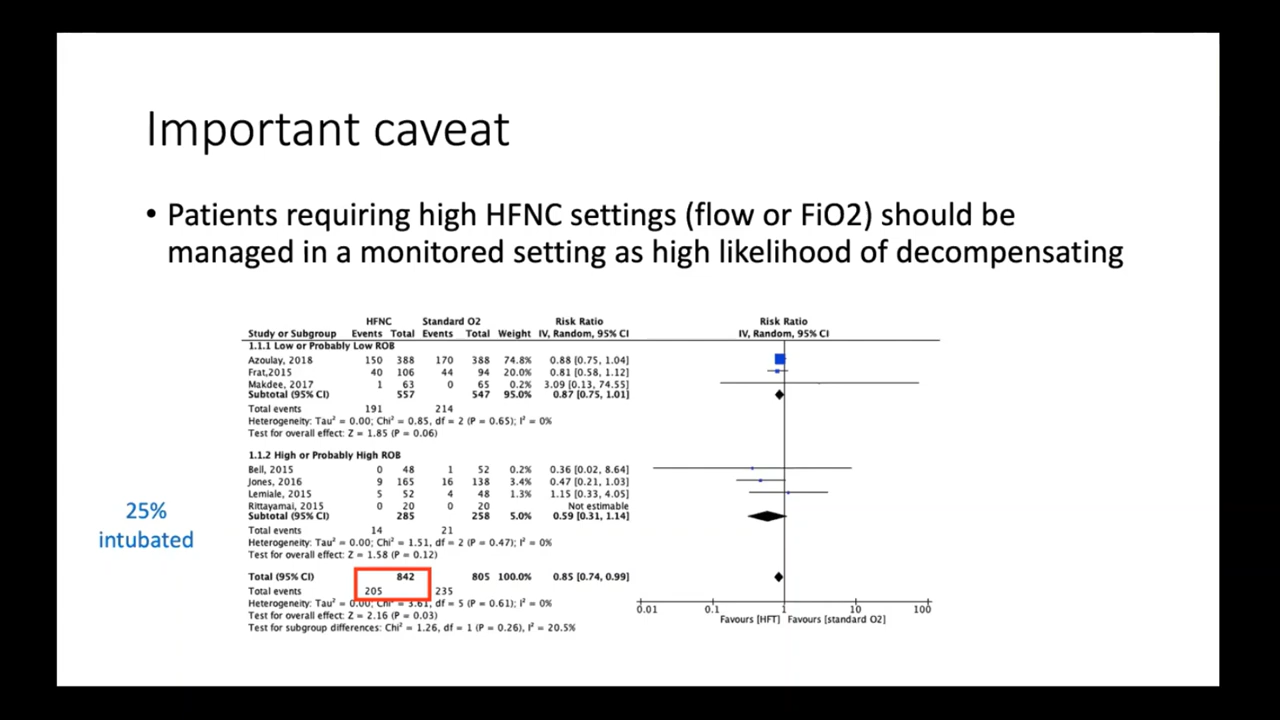 Important caveat
• Patients requiring high HFNC settings (flow or FiO2) should be
managed in a monitored setting as high likelihood of decompensating
HFNC Standard O2 Risk Ratio Risk Ratio
Study or Subgroup Events Total Events Total Weight IV, Random, 95% CI IV, Random, 95% CI
1.1.1 Low or Probably Low ROB
Azoulay, 2018 150 388 170 388 74.8% 0.88 [0.75, 1.04]
Frat,2015 40 106 44 94 20.0% 0.81 [0.58, 1.12]
Makdee, 2017 1 63 0 65 0.2% 3.09 [0.13, 74.55]
Subtotal (95% CI) 557 547 95.0% 0.87 [0.75, 1.01]
Total events 191 214
Heterogeneity: Tau² = 0.00; Chi² = 0.85, df = 2 (P = 0.65); I² = 0%
Test for overall effect: Z = 1.85 (P = 0.06)
1.1.2 High or Probably High ROB
Bell, 2015 0 48 1 52 0.2% 0.36 [0.02, 8.64]
Jones, 2016 9 165 16 138 3.4% 0.47 [0.21, 1.03]
Lemiale, 2015 5 52 4 48 1.3% 1.15 [0.33, 4.05]
Rittayamai, 2015 0 20 0 20 Not estimable
Subtotal (95% CI) 285 258 5.0% 0.59 [0.31, 1.14]
Total events 14 21
Heterogeneity: Tau² = 0.00; Chi² = 1.51, df = 2 (P = 0.47); I² = 0%
Test for overall effect: Z = 1.58 (P = 0.12)
25%
intubated
Total (95% CI) 842 805 100.0% 0.85 [0.74, 0.99]
Total events 205 235
Heterogeneity: Tau² = 0.00; Chi² = 3.61, df = 5 (P = 0.61); I² = 0%
Test for overall effect: Z = 2.16 (P = 0.03)
Test for subgroup differences: Chi² = 1.26, df = 1 (P = 0.26), I² = 20.5%
0.01 0.1 1 10 100
Favours [HFT] Favours [standard O2]